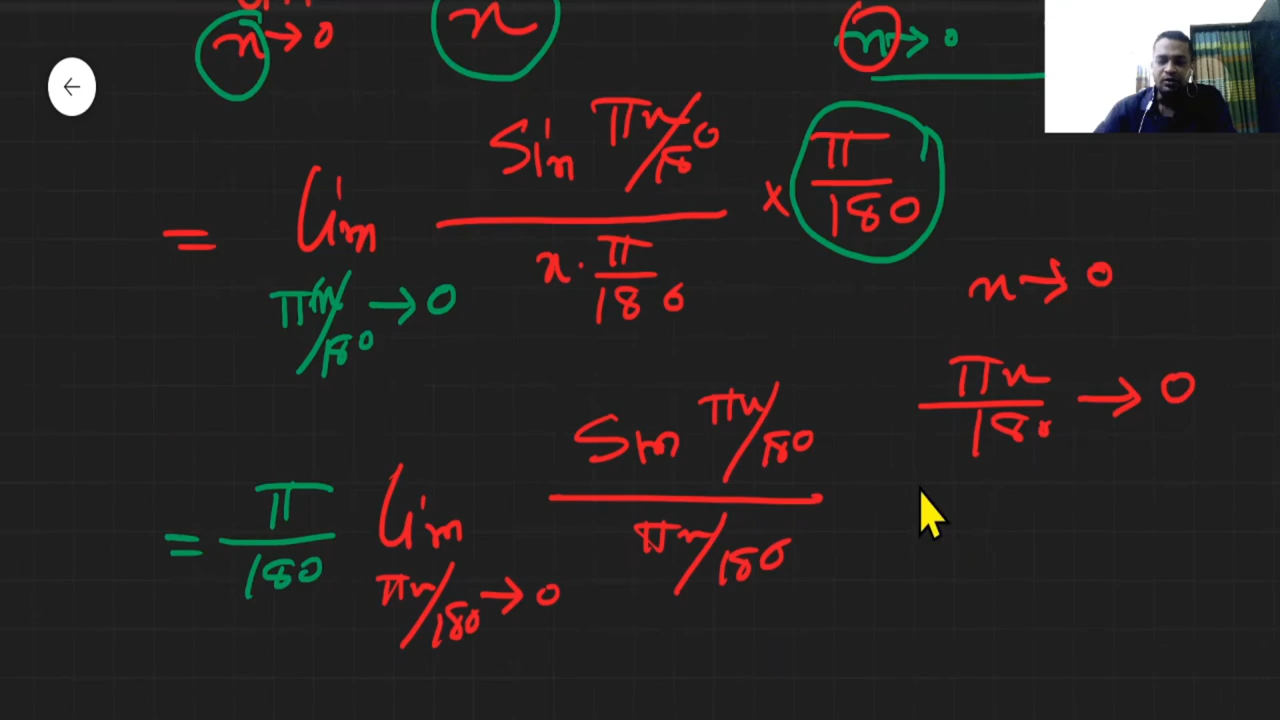 x → 0
x
x → 0
= lim πx/180 → 0 sin πx/180 / x · π/180 × π/180
x → 0
πx/180 → 0
= π/180 lim πx/180 → 0 sin πx/180 / πx/180